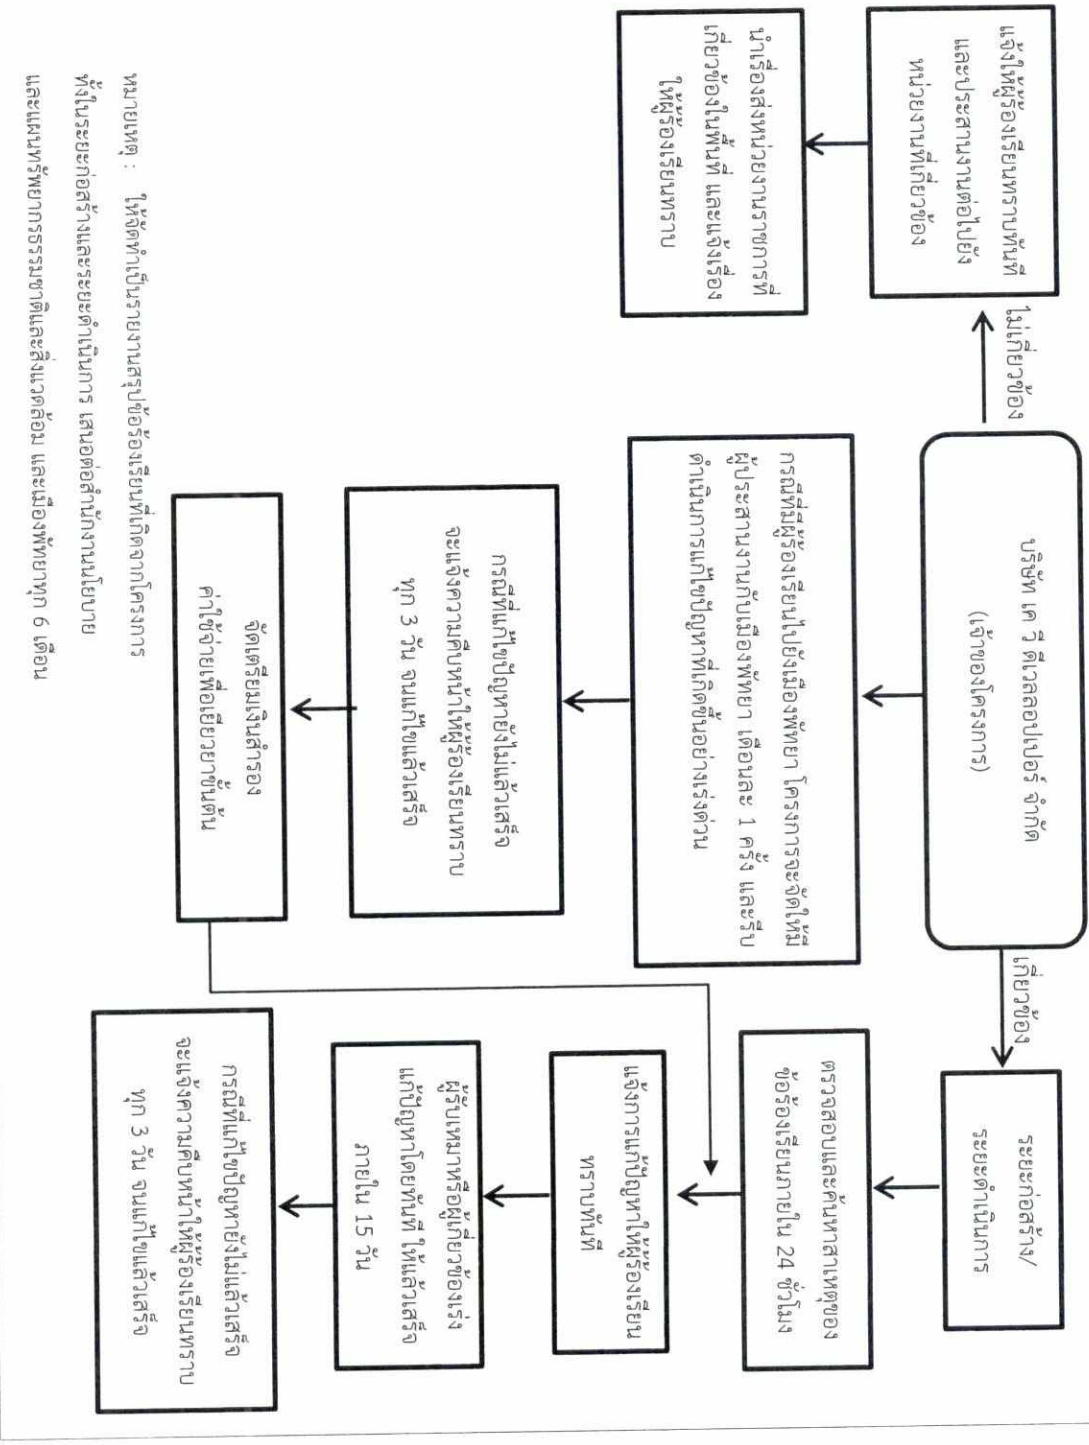 บริษัท เค วี ดีเวลลอปเปอร์ จำกัด
(เจ้าของโครงการ)
ไม่เกี่ยวข้อง
เกี่ยวข้อง
แจ้งให้ผู้ร้องเรียนทราบทันที
และประสานงานต่อไปยัง
หน่วยงานที่เกี่ยวข้อง
นำเรื่องส่งหน่วยงานราชการที่
เกี่ยวข้องในพื้นที่ และแจ้งเรื่อง
ให้ผู้ร้องเรียนทราบ
กรณีที่มีผู้ร้องเรียนไปยังเมืองพัทยา โครงการจะจัดให้มี
ผู้ประสานงานกับเมืองพัทยา เดือนละ 1 ครั้ง และรีบ
ดำเนินการแก้ไขปัญหาที่เกิดขึ้นอย่างเร่งด่วน
กรณีที่แก้ไขปัญหายังไม่แล้วเสร็จ
จะแจ้งความคืบหน้าให้ผู้ร้องเรียนทราบ
ทุก 3 วัน จนแก้ไขแล้วเสร็จ
จัดเตรียมเงินสำรอง
ค่าใช้จ่ายเพื่อเยียวยาขั้นต้น
ระยะก่อสร้าง/
ระยะดำเนินการ
ตรวจสอบและค้นหาสาเหตุของ
ข้อร้องเรียนภายใน 24 ชั่วโมง
แจ้งการแก้ปัญหาให้ผู้ร้องเรียน
ทราบทันที
ผู้รับเหมาหรือผู้เกี่ยวข้องเร่ง
แก้ปัญหาโดยทันที ให้แล้วเสร็จ
ภายใน 15 วัน
กรณีที่แก้ไขปัญหายังไม่แล้วเสร็จ
จะแจ้งความคืบหน้าให้ผู้ร้องเรียนทราบ
ทุก 3 วัน จนแก้ไขแล้วเสร็จ
หมายเหตุ : ให้จัดทำเป็นรายงานสรุปข้อร้องเรียนที่เกิดจากโครงการ
ทั้งในระยะก่อสร้างและระยะดำเนินการ เสนอต่อสำนักงานนโยบาย
และแผนทรัพยากรธรรมชาติและสิ่งแวดล้อม และเมืองพัทยาทุก 6 เดือน